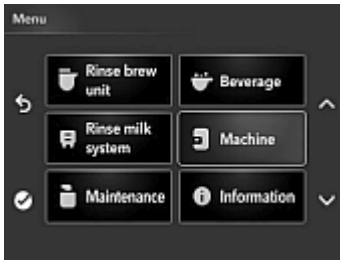 Menu
Rinse brew
unit
Beverage
Rinse milk
system
Machine
Maintenance
Information